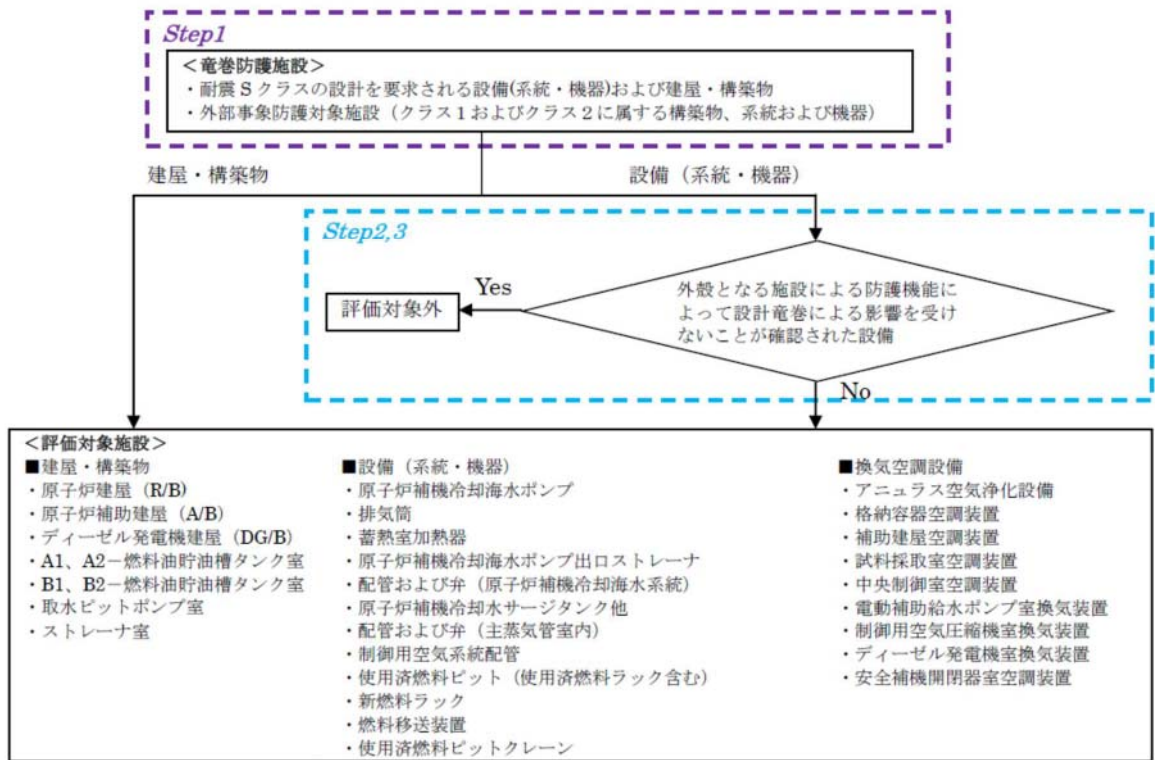 Step1
＜竜巻防護施設＞
・耐震 S クラスの設計を要求される設備(系統・機器)および建屋・構築物
・外部事象防護対象施設（クラス１およびクラス２に属する構築物、系統および機器）
建屋・構築物
設備（系統・機器）
Step2,3
外殻となる施設による防護機能に
よって設計竜巻による影響を受け
ないことが確認された設備
Yes
評価対象外
No
＜評価対象施設＞
■建屋・構築物
・原子炉建屋（R/B)
・原子炉補助建屋（A/B）
・ディーゼル発電機建屋（DG/B）
・A1、A2－燃料油貯油槽タンク室
・B1、B2－燃料油貯油槽タンク室
・取水ピットポンプ室
・ストレーナ室
■設備（系統・機器）
・原子炉補機冷却海水ポンプ
・排気筒
・蓄熱室加熱器
・原子炉補機冷却海水ポンプ出口ストレーナ
・配管および弁（原子炉補機冷却海水系統）
・原子炉補機冷却水サージタンク他
・配管および弁（主蒸気管室内）
・制御用空気系統配管
・使用済燃料ピット（使用済燃料ラック含む）
・新燃料ラック
・燃料移送装置
・使用済燃料ピットクレーン
■換気空調設備
・アニュラス空気浄化設備
・格納容器空調装置
・補助建屋空調装置
・試料採取室空調装置
・中央制御室空調装置
・電動補助給水ポンプ室換気装置
・制御用空気圧縮機室換気装置
・ディーゼル発電機室換気装置
・安全補機開閉器室空調装置